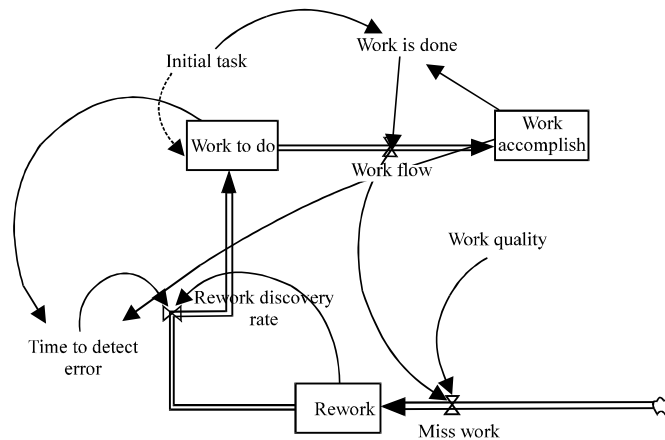 Work is done
Initial task
Work
accomplish
Work to do
Work flow
Work quality
Rework discovery
rate
Time to detect
error
Rework
Miss work